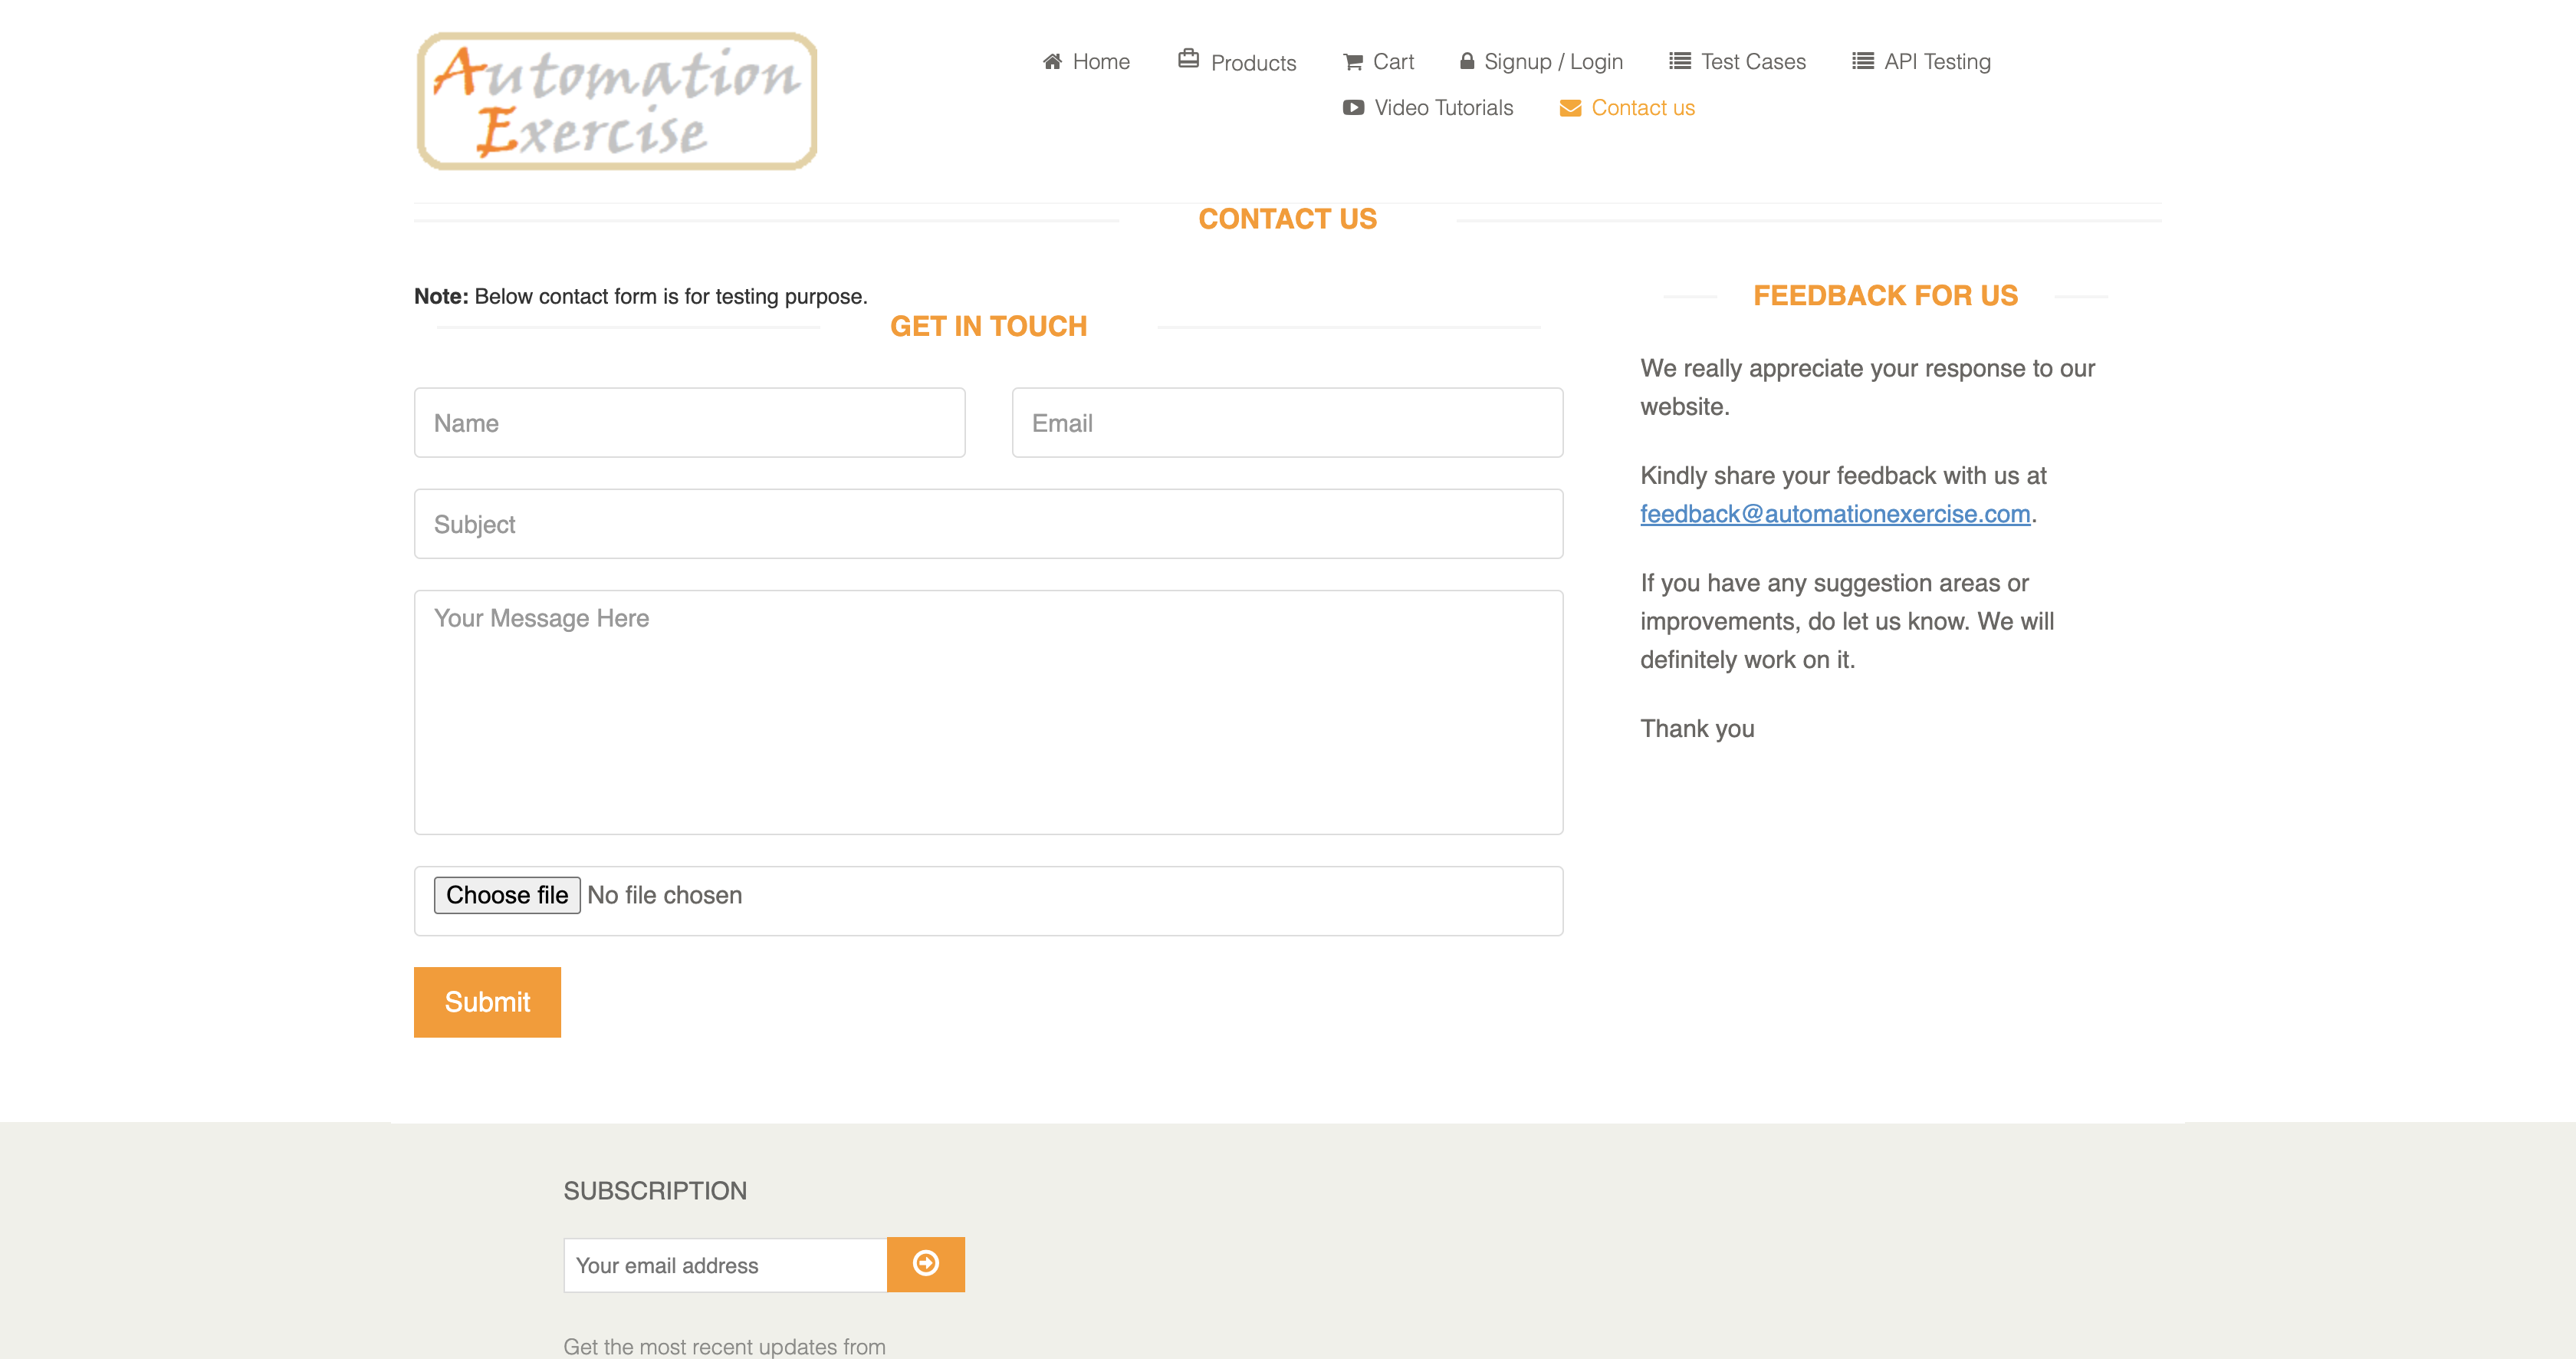 Automation
Exercise
Home
Products
Cart
Signup / Login
Test Cases
API Testing
Video Tutorials
Contact us
CONTACT US
Note: Below contact form is for testing purpose.
GET IN TOUCH
Name
Email
Subject
Your Message Here
Choose file No file chosen
Submit
FEEDBACK FOR US
We really appreciate your response to our
website.
Kindly share your feedback with us at
feedback@automationexercise.com.
If you have any suggestion areas or
improvements, do let us know. We will
definitely work on it.
Thank you
SUBSCRIPTION
Your email address
Get the most recent updates from